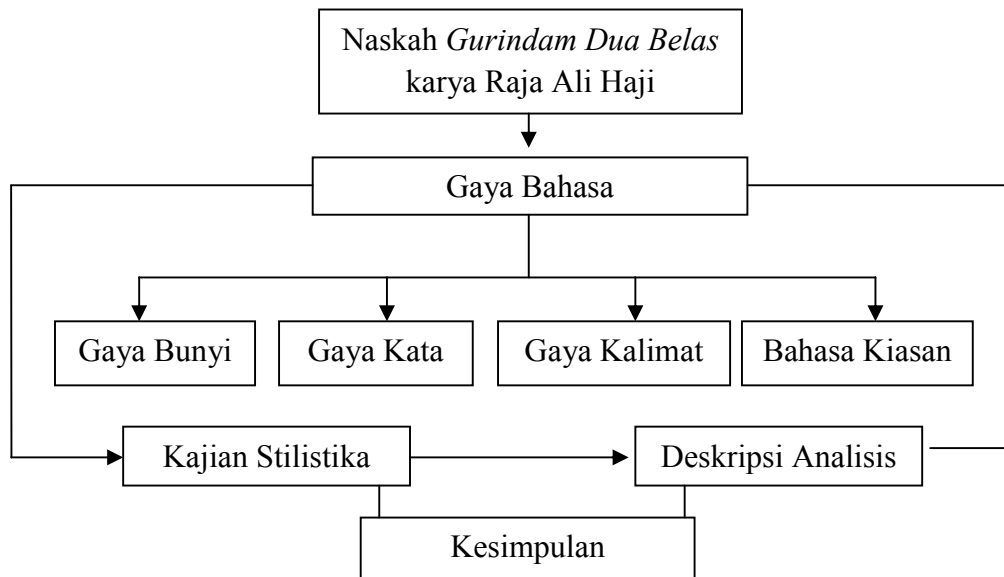 Naskah Gurindam Dua Belas
karya Raja Ali Haji
Gaya Bahasa
Gaya Bunyi
Gaya Kata
Gaya Kalimat
Bahasa Kiasan
Kajian Stilistika
Deskripsi Analisis
Kesimpulan